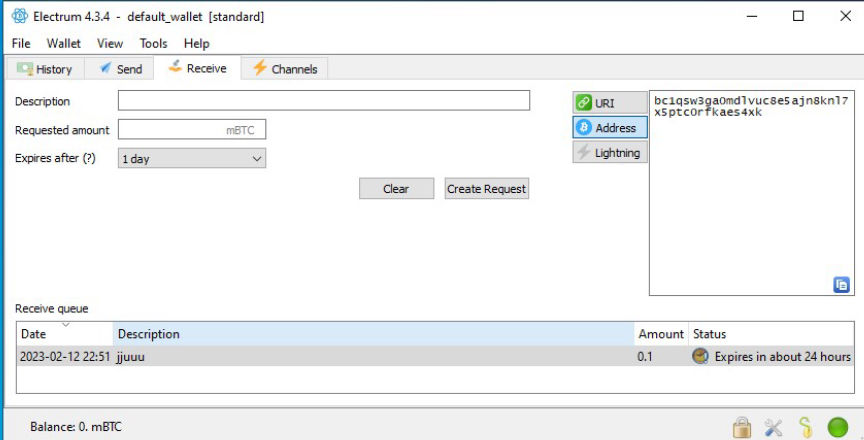 Electrum 4.3.4 - default_wallet [standard]
File Wallet View Tools Help
History Send Receive Channels
Description
Requested amount mBTC
Expires after (?) 1 day
Clear Create Request
URI
Address
Lightning
bc1qsw3ga0mdlvuc8e5ajn8knl7
x5ptc0rfkaes4xk
Receive queue
Date Description Amount Status
2023-02-12 22:51 jjuuu 0.1 Expires in about 24 hours
Balance: 0. mBTC